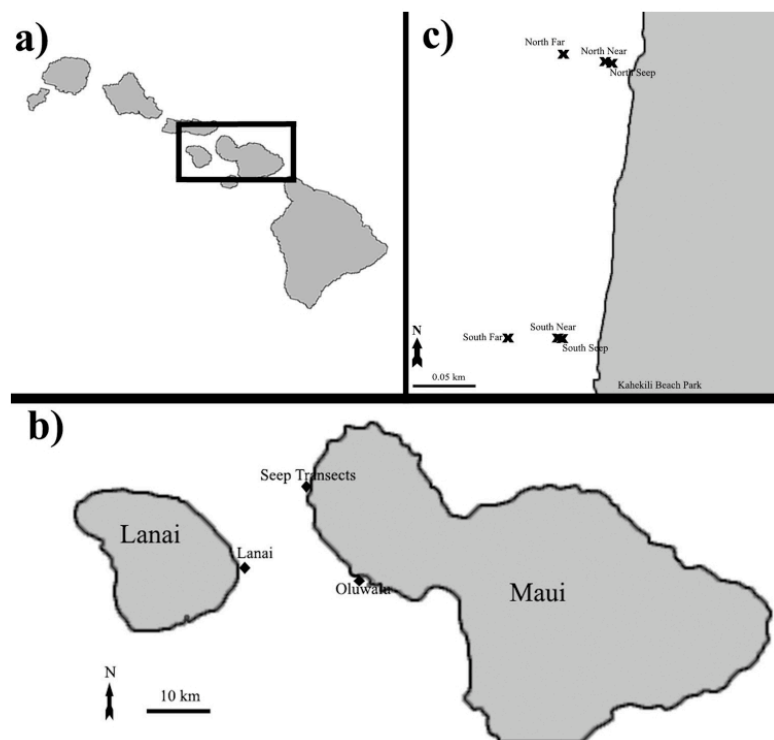 a)
c)
North Far
North Near
North Seep
South Near
South Far
South Seep
N
0.05 km
Kahekili Beach Park
b)
Seep Transects
Lanai
Lanai
Oluwalu
Maui
N
10 km